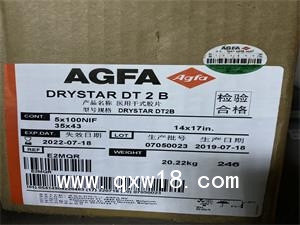 AGFA Agfa
DRYSTAR DT 2 B
产品名称 医用干式胶片
型号规格 DRYSTAR DT2B
检验
合格
CONT. 5x100NIF
35x43
14x17in.
EXP.DAT. 失效日期 LOT 生产批号 生产日期
2022-07-18 07050023 2019-07-18
E2MQR 20.22kg 246
www.qxw18.com